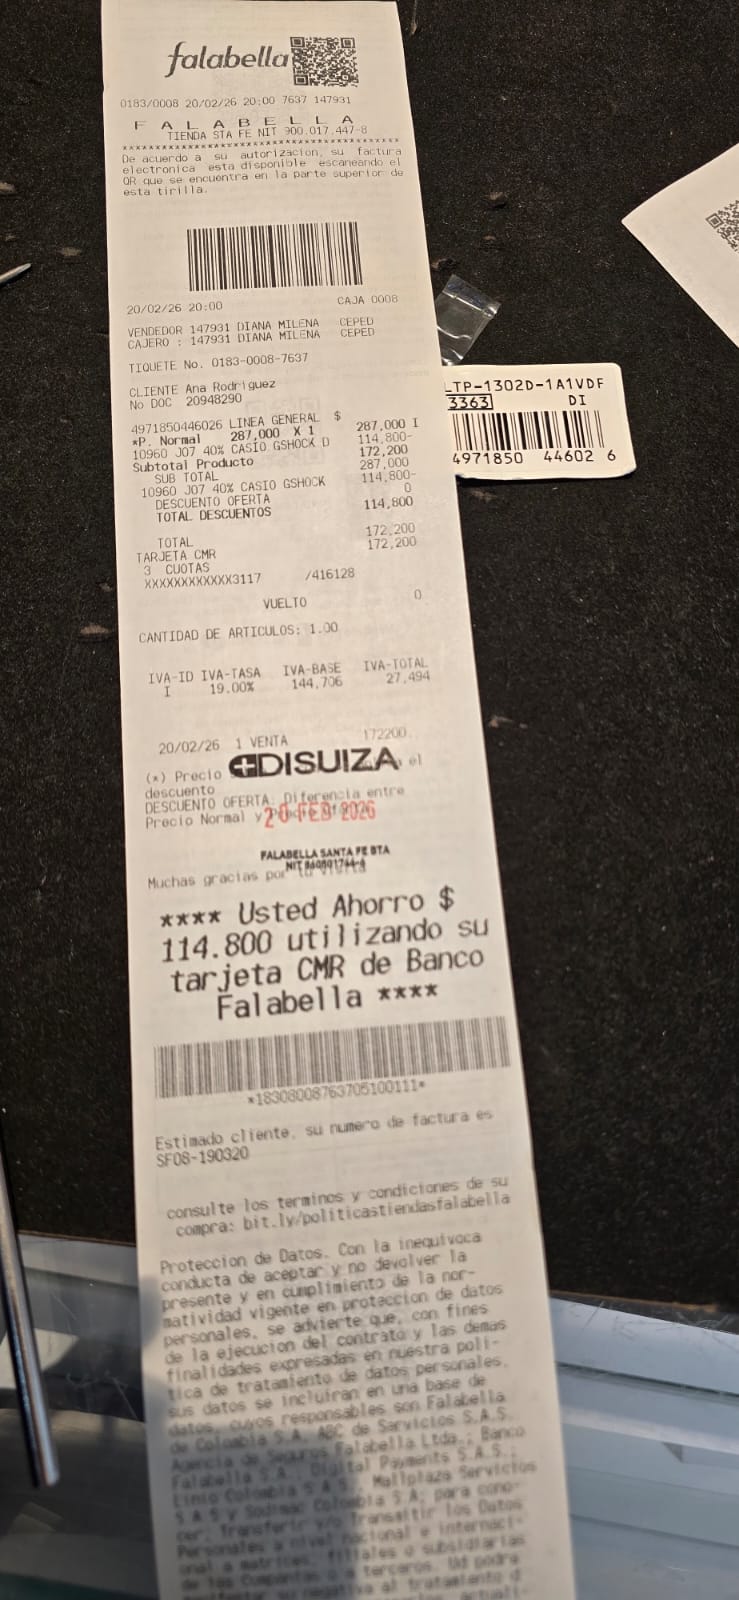 falabella
0183/0008 20/02/26 20:00 7637 147931
F A L A B E L L A
TIENDA STA FE NIT 900.017.447-8
****************************************
De acuerdo a su autorizacion, su factura
electronica esta disponible escaneando el
QR que se encuentra en la parte superior de
esta tirilla.
20/02/26 20:00 CAJA 0008
VENDEDOR 147931 DIANA MILENA CEPED
CAJERO : 147931 DIANA MILENA CEPED
TIQUETE No. 0183-0008-7637
CLIENTE Ana Rodriguez
No DOC 20948290
4971850446026 LINEA GENERAL $
*P. Normal 287,000 X 1 287,000 I
10960 J07 40% CASIO GSHOCK D 114,800-
Subtotal Producto 172,200
SUB TOTAL 287,000
10960 J07 40% CASIO GSHOCK 114,800-
DESCUENTO OFERTA 0
TOTAL DESCUENTOS 114,800
TOTAL 172,200
TARJETA CMR 172,200
3 CUOTAS
XXXXXXXXXXXX3117 /416128
VUELTO 0
CANTIDAD DE ARTICULOS: 1.00
IVA-ID IVA-TASA IVA-BASE IVA-TOTAL
I 19.00% 144,706 27,494
20/02/26 1 VENTA 172200
(*) Precio el
DISUIZA
descuento
DESCUENTO OFERTA: Diferencia entre
Precio Normal y
20 FEB 2026
FALABELLA SANTA FE BTA
NIT
Muchas gracias por
**** Usted Ahorro $
114.800 utilizando su
tarjeta CMR de Banco
Falabella ****
*18308008763705100111*
Estimado cliente, su numero de factura es
SF08-190320
consulte los terminos y condiciones de su
compra: bit.ly/politicastiendasfalabella
Proteccion de Datos. Con la inequivoca
conducta de aceptar y no devolver la
presente y en cumplimiento de la nor-
matividad vigente en proteccion de datos
personales, se advierte que, con fines
de la ejecucion del contrato y las demas
finalidades expresadas en nuestra poli-
tica de tratamiento de datos personales,
sus datos se incluiran en una base de
datos, cuyos responsables son Falabella
de Colombia S.A. ABC de Servicios S.A.S.
Agencia de Seguros Falabella Ltda.; Banco
Falabella S.A.; Digital Payments S.A.S.;
Linio Colombia S.A.S.; Mallplaza Servicios
S.A.S y Sodimac Colombia S.A; para cono-
cer, Transferir y/o Transmitir los Datos
Personales a nivel nacional e internaci-
onal a matrices, filiales o subsidiarias
de las Companias o a terceros. Ud podra
su negativa al tratamiento d
LTP-1302D-1A1VDF
3363 DI
4971850 44602 6